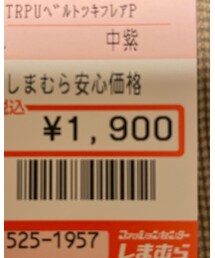 TRPUベルトツキフレアP
中紫
しまむら安心価格
税込
¥1,900
525-1957
ファッションセンター
しまむら